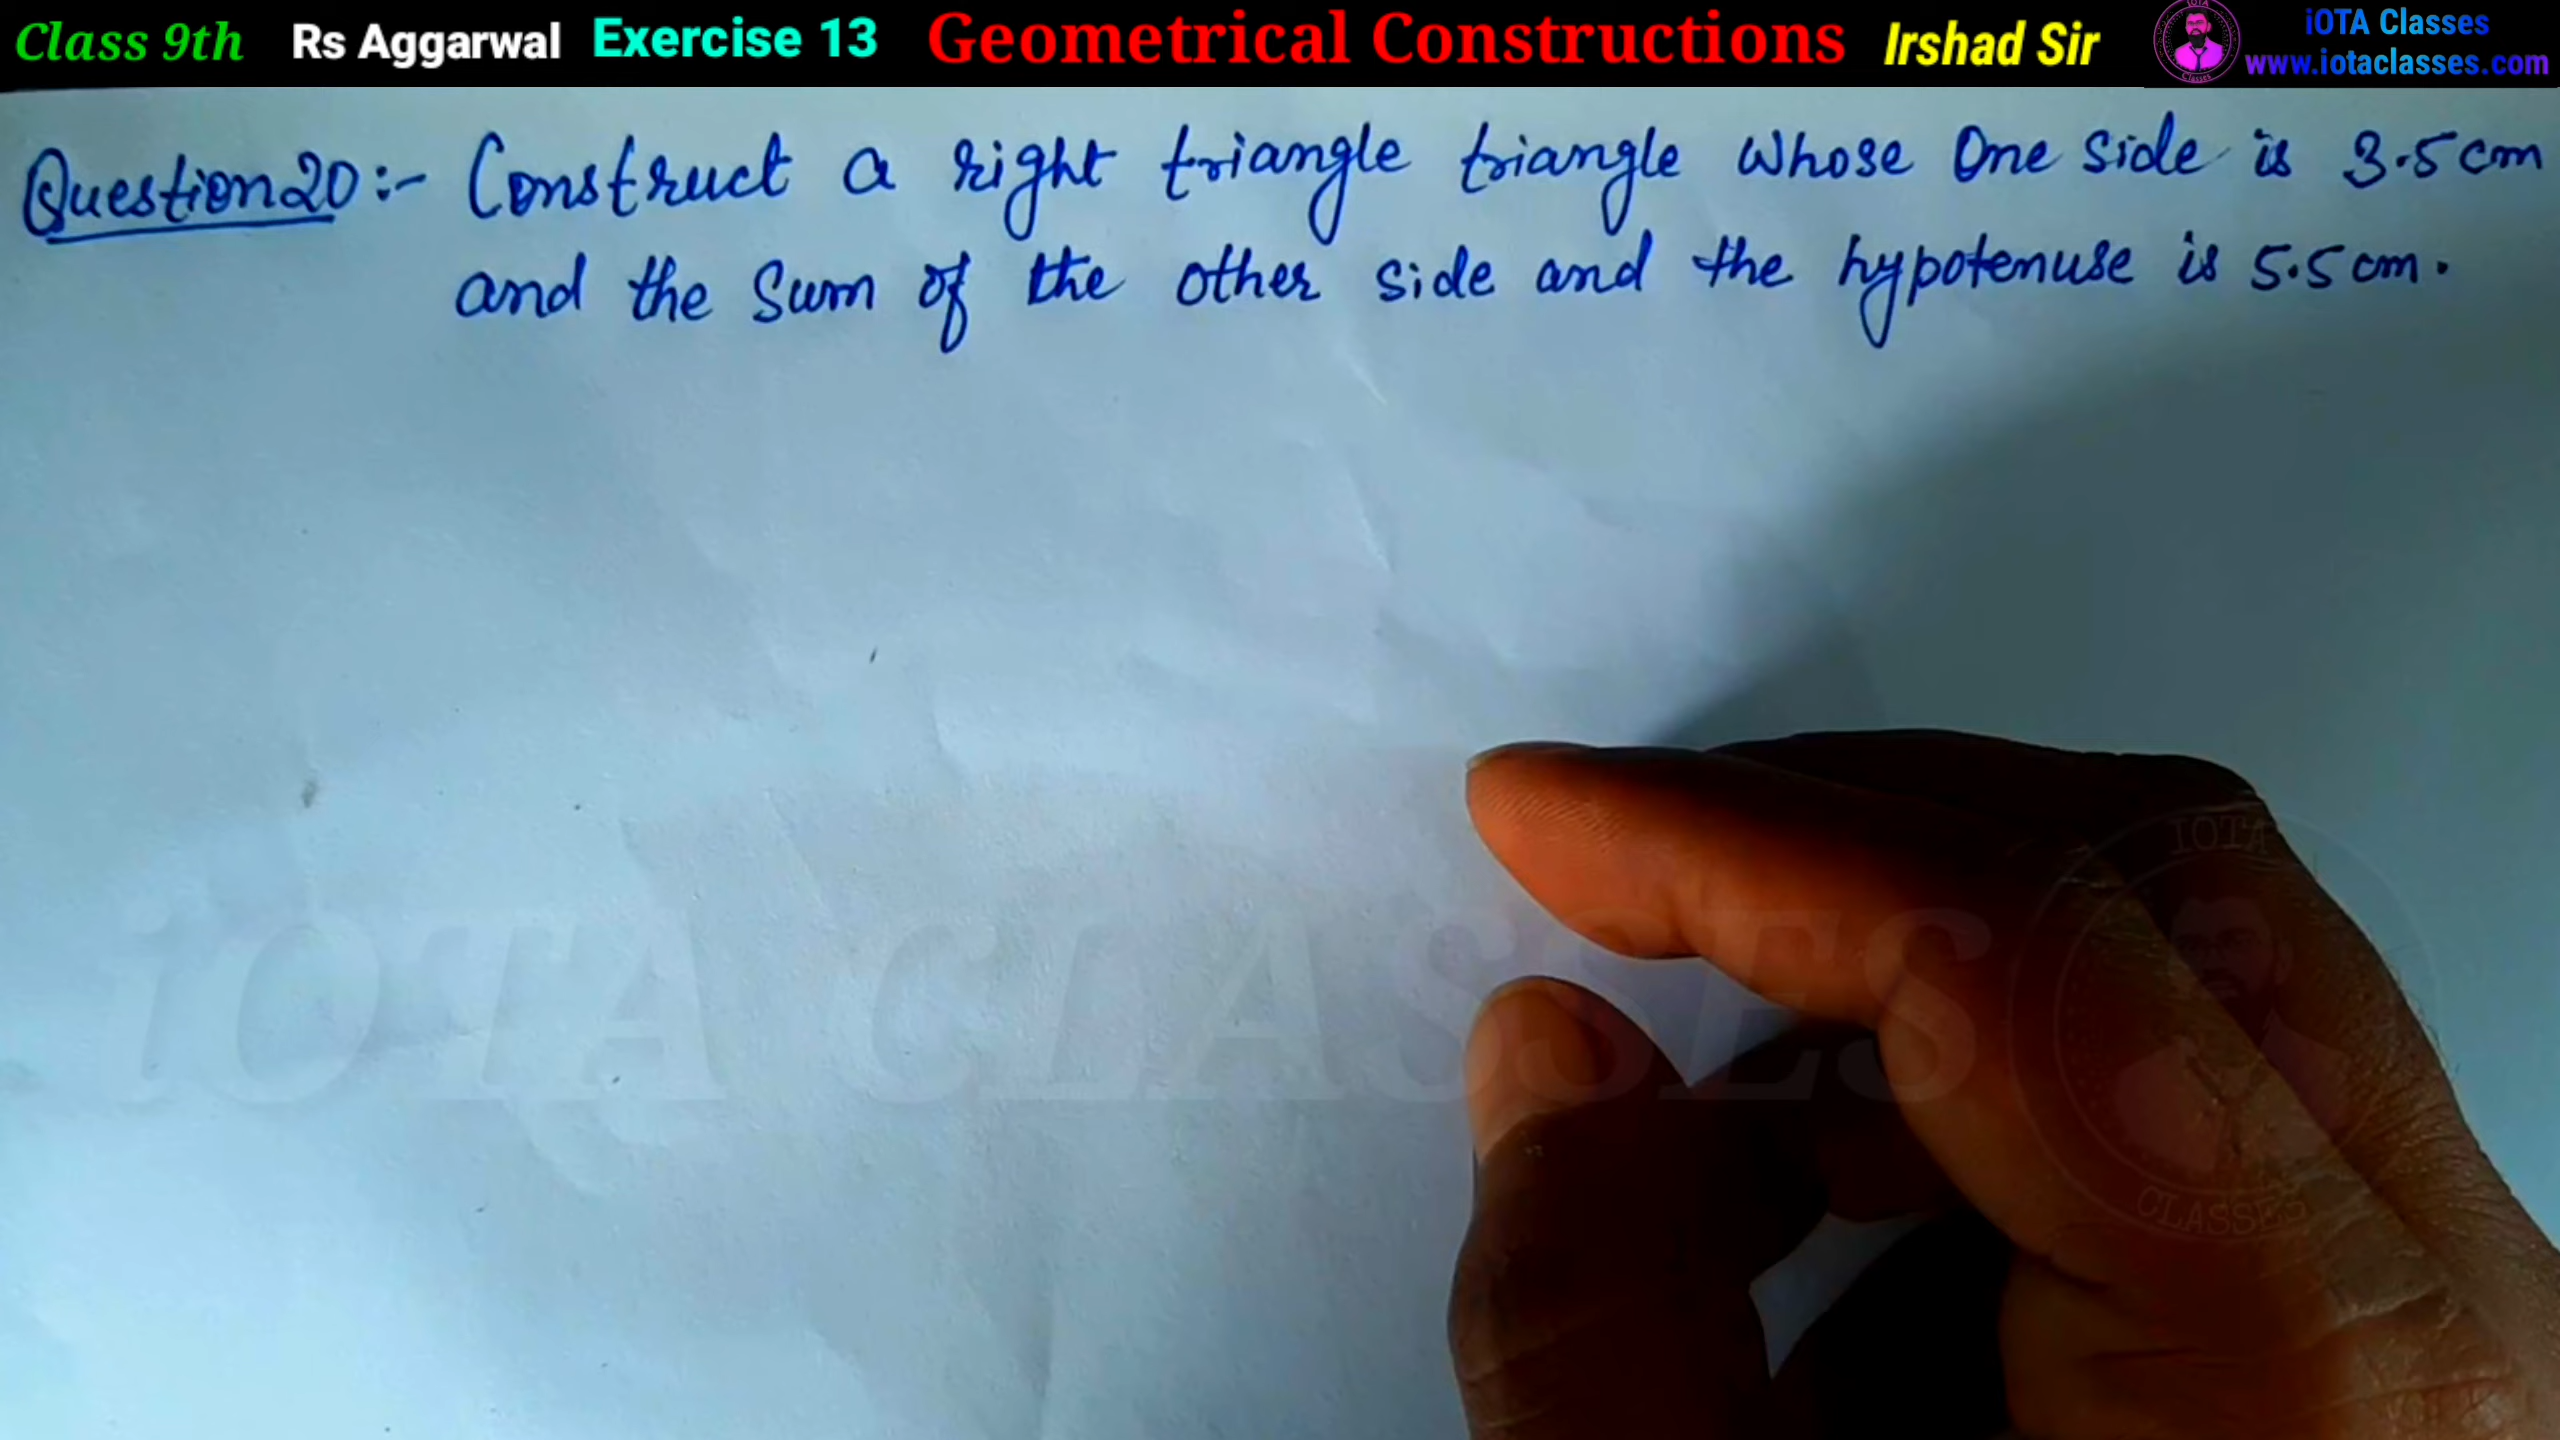 Class 9th Rs Aggarwal Exercise 13 Geometrical Constructions Irshad Sir iOTA Classes
www.iotaclasses.com
Question 20:- Construct a right triangle triangle whose One side is 3.5 cm
and the Sum of the other side and the hypotenuse is 5.5 cm.
iOTA CLASSES
IOTA
CLASSES